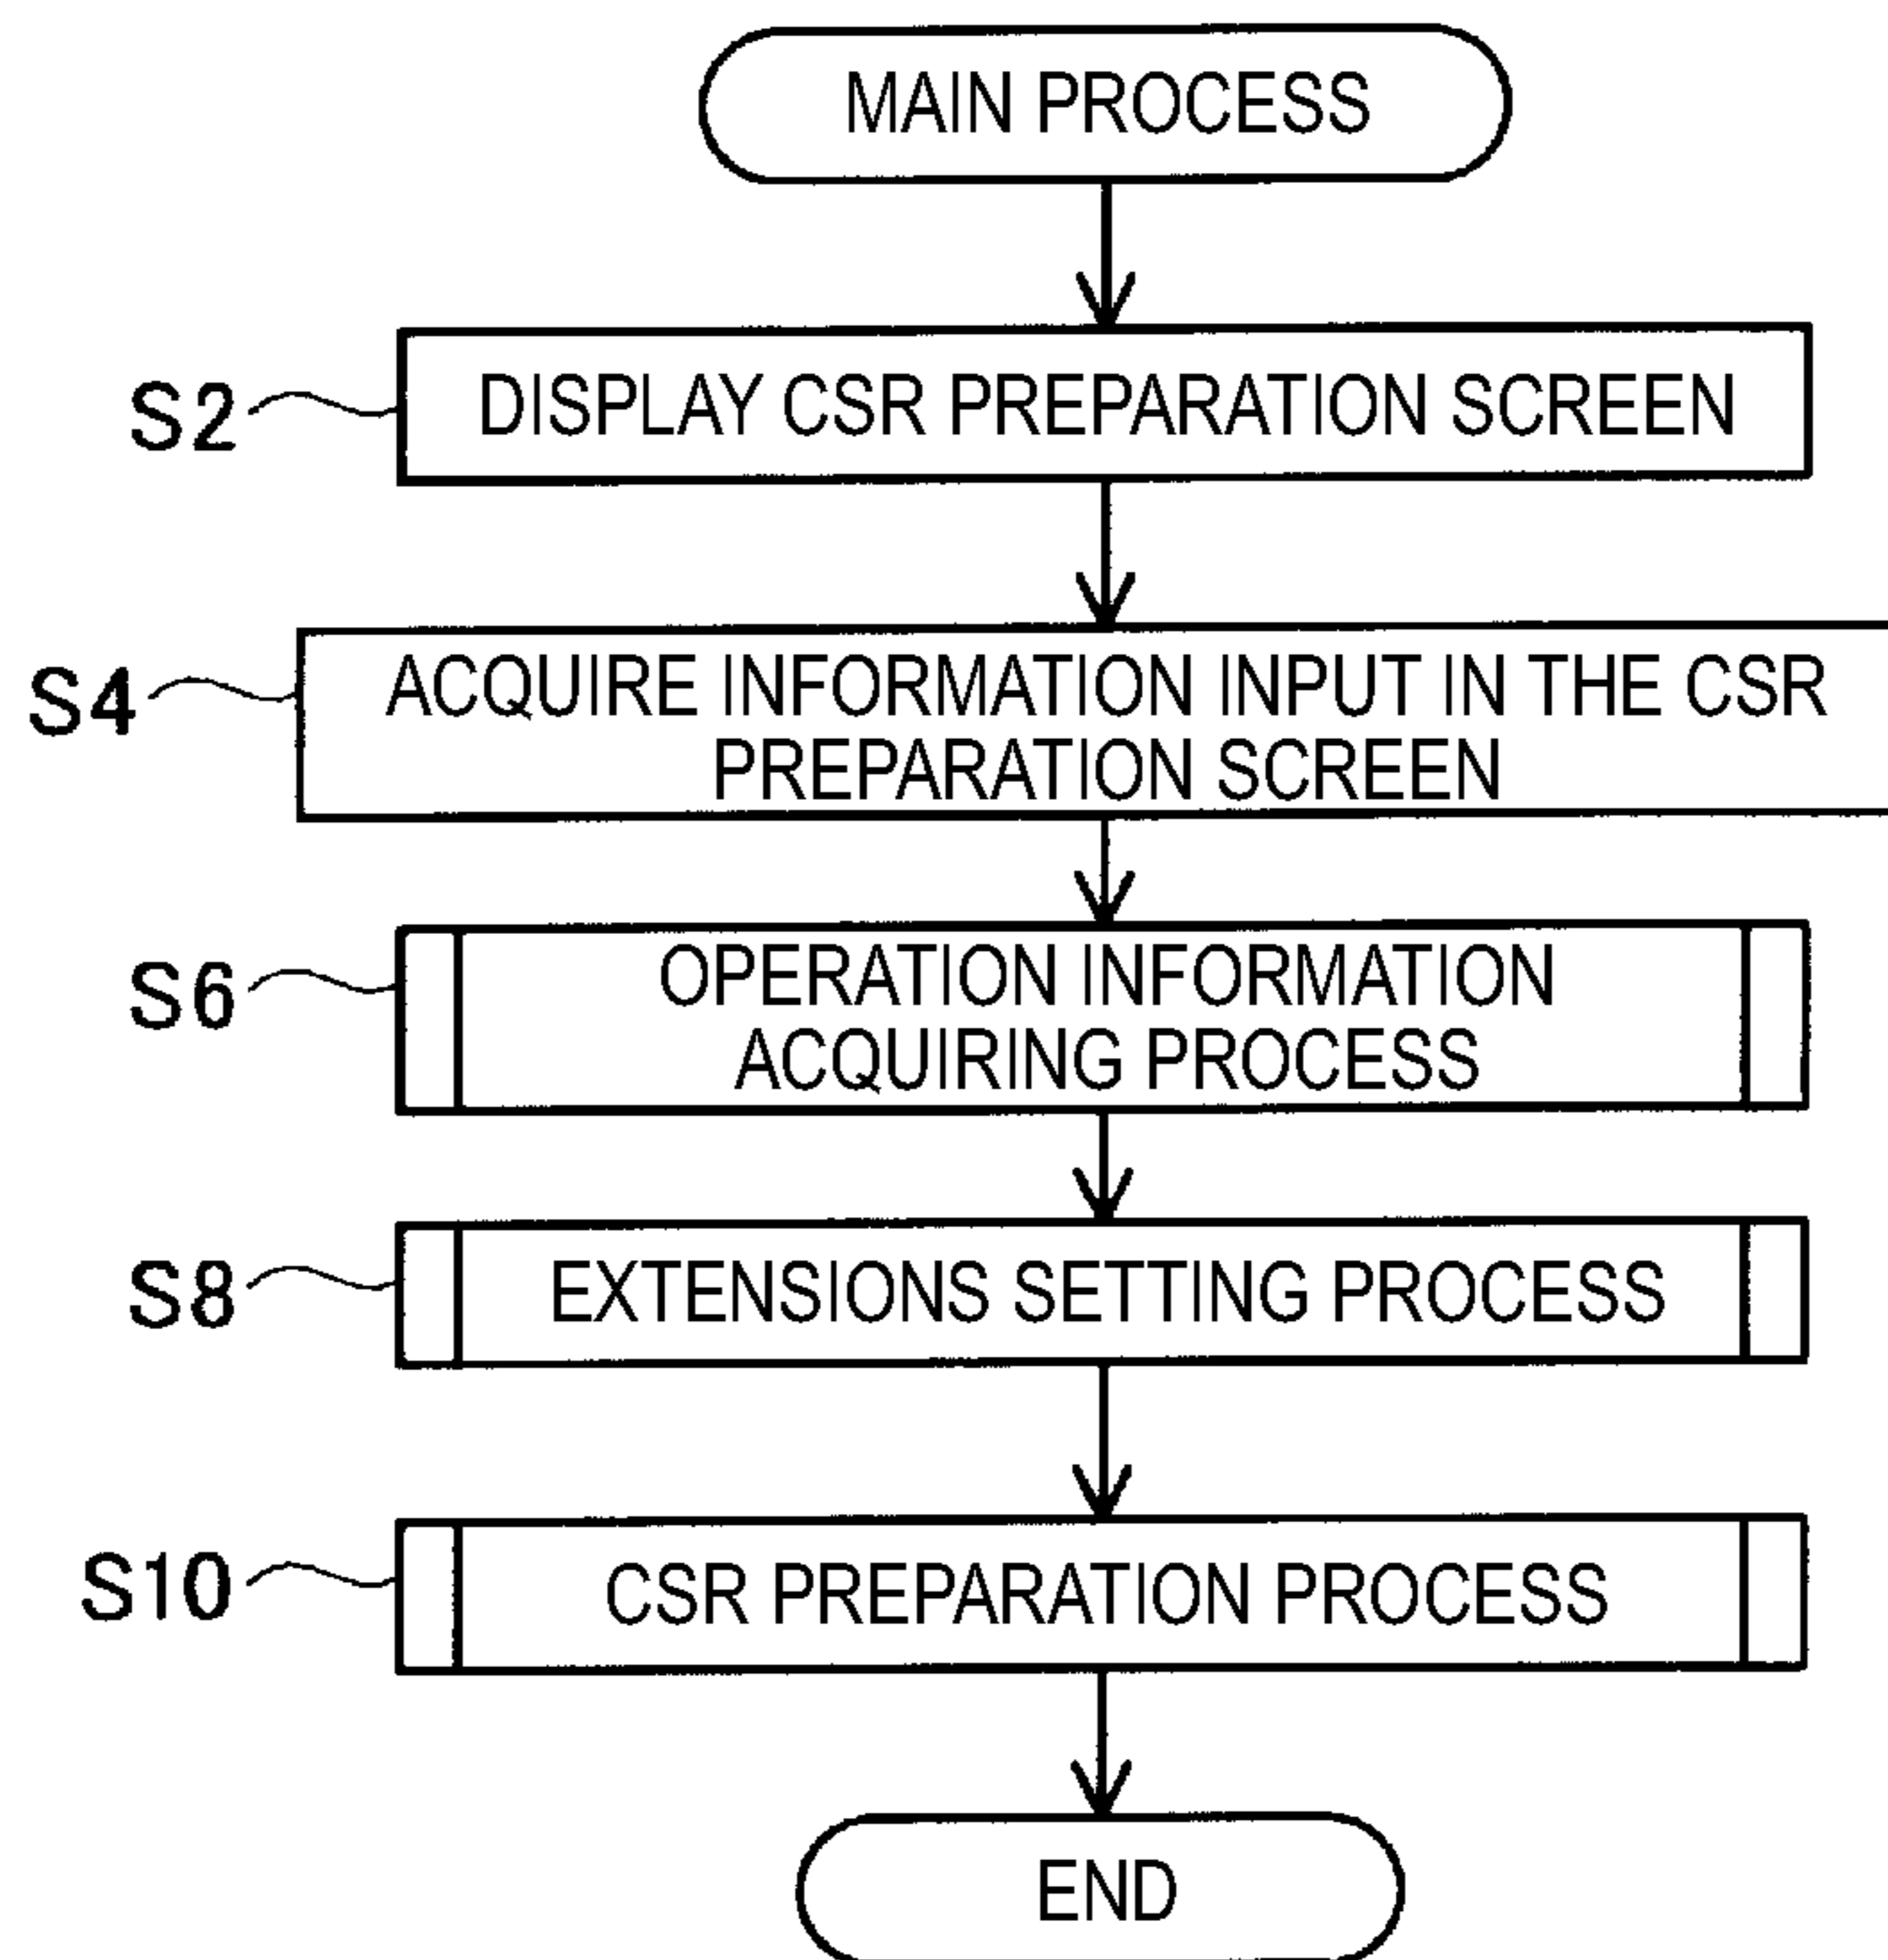 MAIN PROCESS
S2
DISPLAY CSR PREPARATION SCREEN
S4
ACQUIRE INFORMATION INPUT IN THE CSR
PREPARATION SCREEN
S6
OPERATION INFORMATION
ACQUIRING PROCESS
S8
EXTENSIONS SETTING PROCESS
S10
CSR PREPARATION PROCESS
END